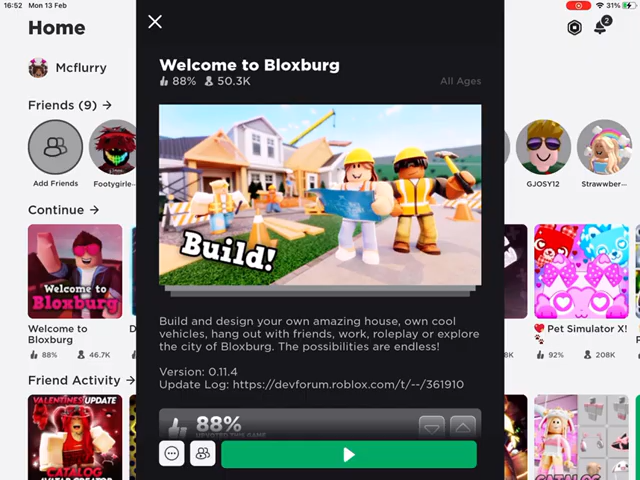 16:52 Mon 13 Feb
31%
Home
2
Mcflurry
Friends (9) →
Add Friends
Footygirle--
GJOSY12
Strawwber--
Continue →
Welcome to Bloxburg
Welcome to
Bloxburg
88% 46.7K
Pet Simulator X!
92% 208K
Friend Activity →
VALENTINES UPDATE
CATALOG
AVATAR CREATOR
Welcome to Bloxburg
88% 50.3K
All Ages
Build!
Build and design your own amazing house, own cool
vehicles, hang out with friends, work, roleplay or explore
the city of Bloxburg. The possibilities are endless!
Version: 0.11.4
Update Log: https://devforum.roblox.com/t/--/361910
88%